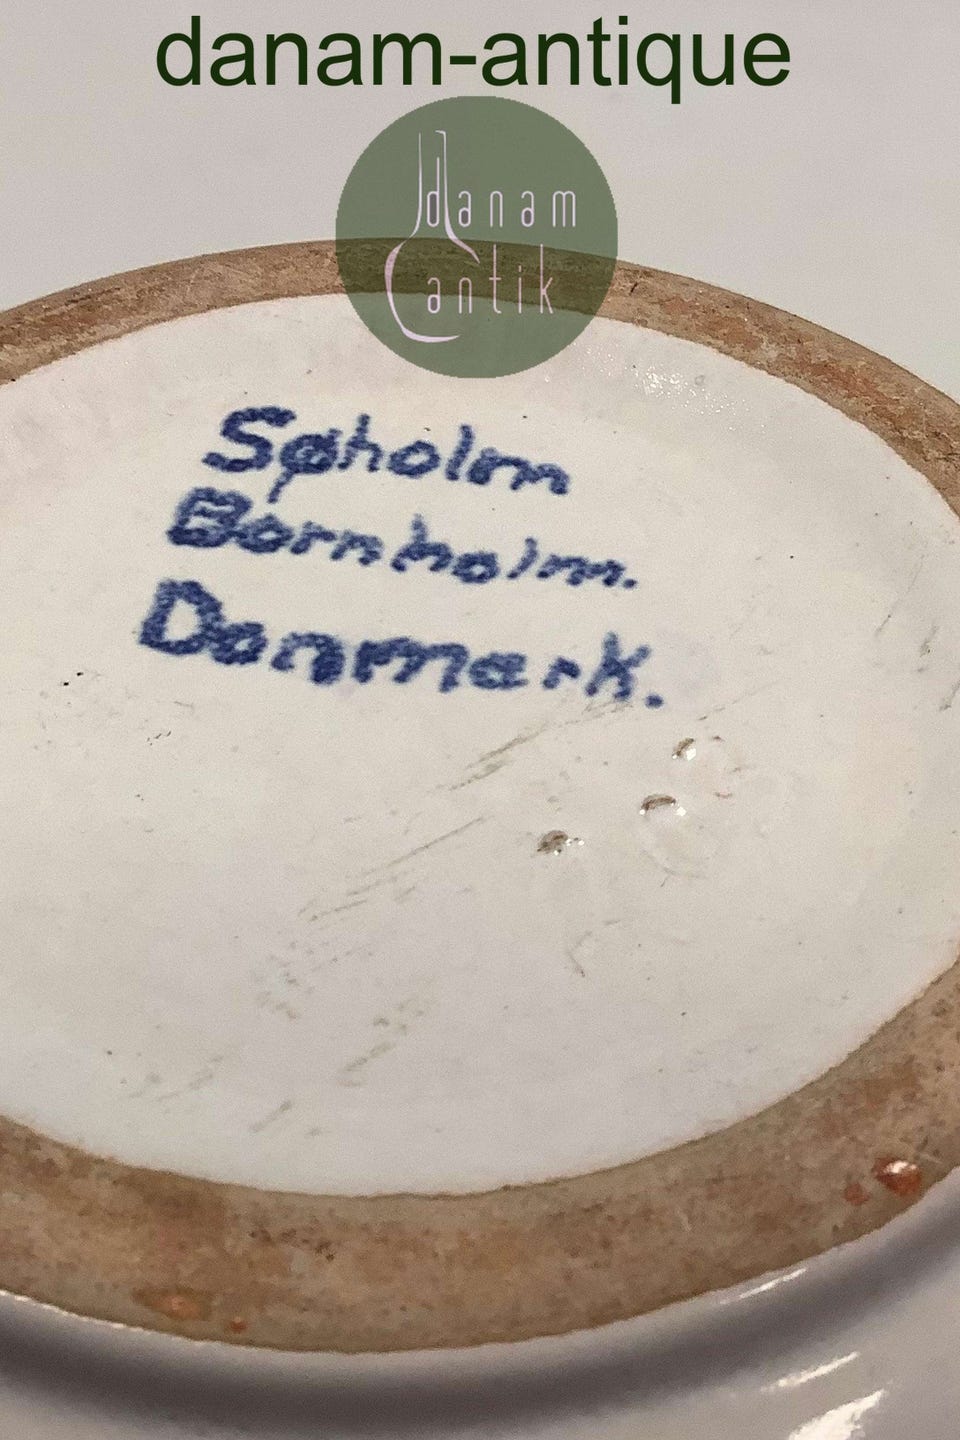 danam-antique
danam
antik
Søholm
Bornholm.
Danmark.